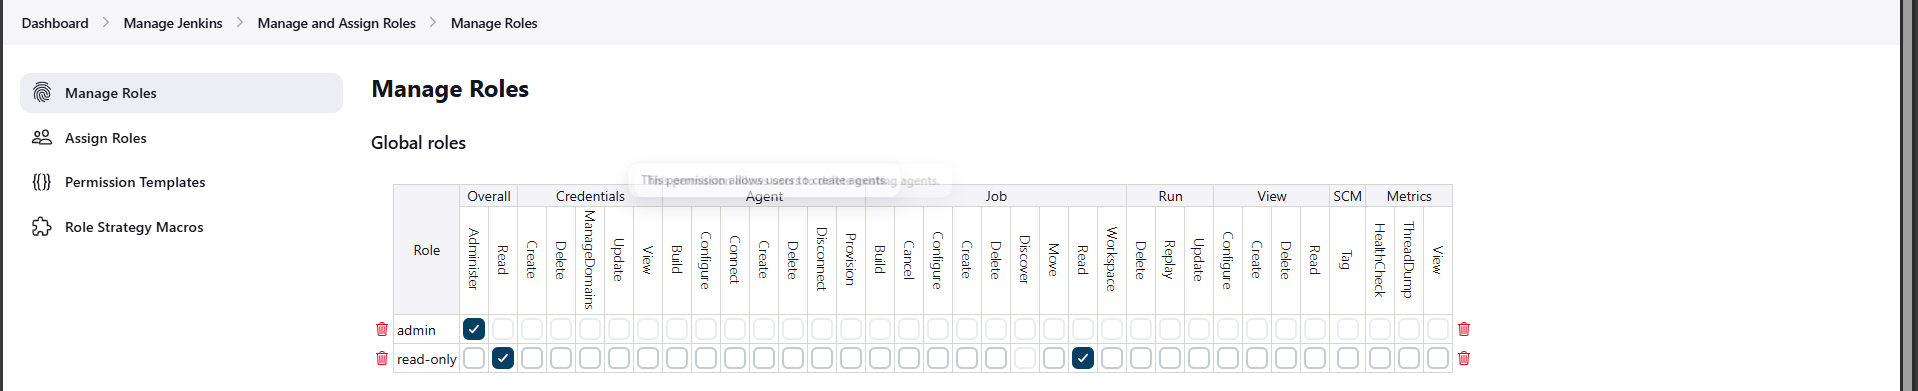 Dashboard > Manage Jenkins > Manage and Assign Roles > Manage Roles
Manage Roles
Assign Roles
Permission Templates
Role Strategy Macros
Manage Roles
Global roles
This permission allows users to create agents.
Overall Credentials Agent Job Run View SCM Metrics
Role Administer Read Create Delete ManageDomains Update View Build Configure Connect Create Delete Disconnect Provision Build Cancel Configure Create Delete Discover Move Read Workspace Delete Replay Update Configure Create Delete Read Tag HealthCheck ThreadDump View
admin
read-only